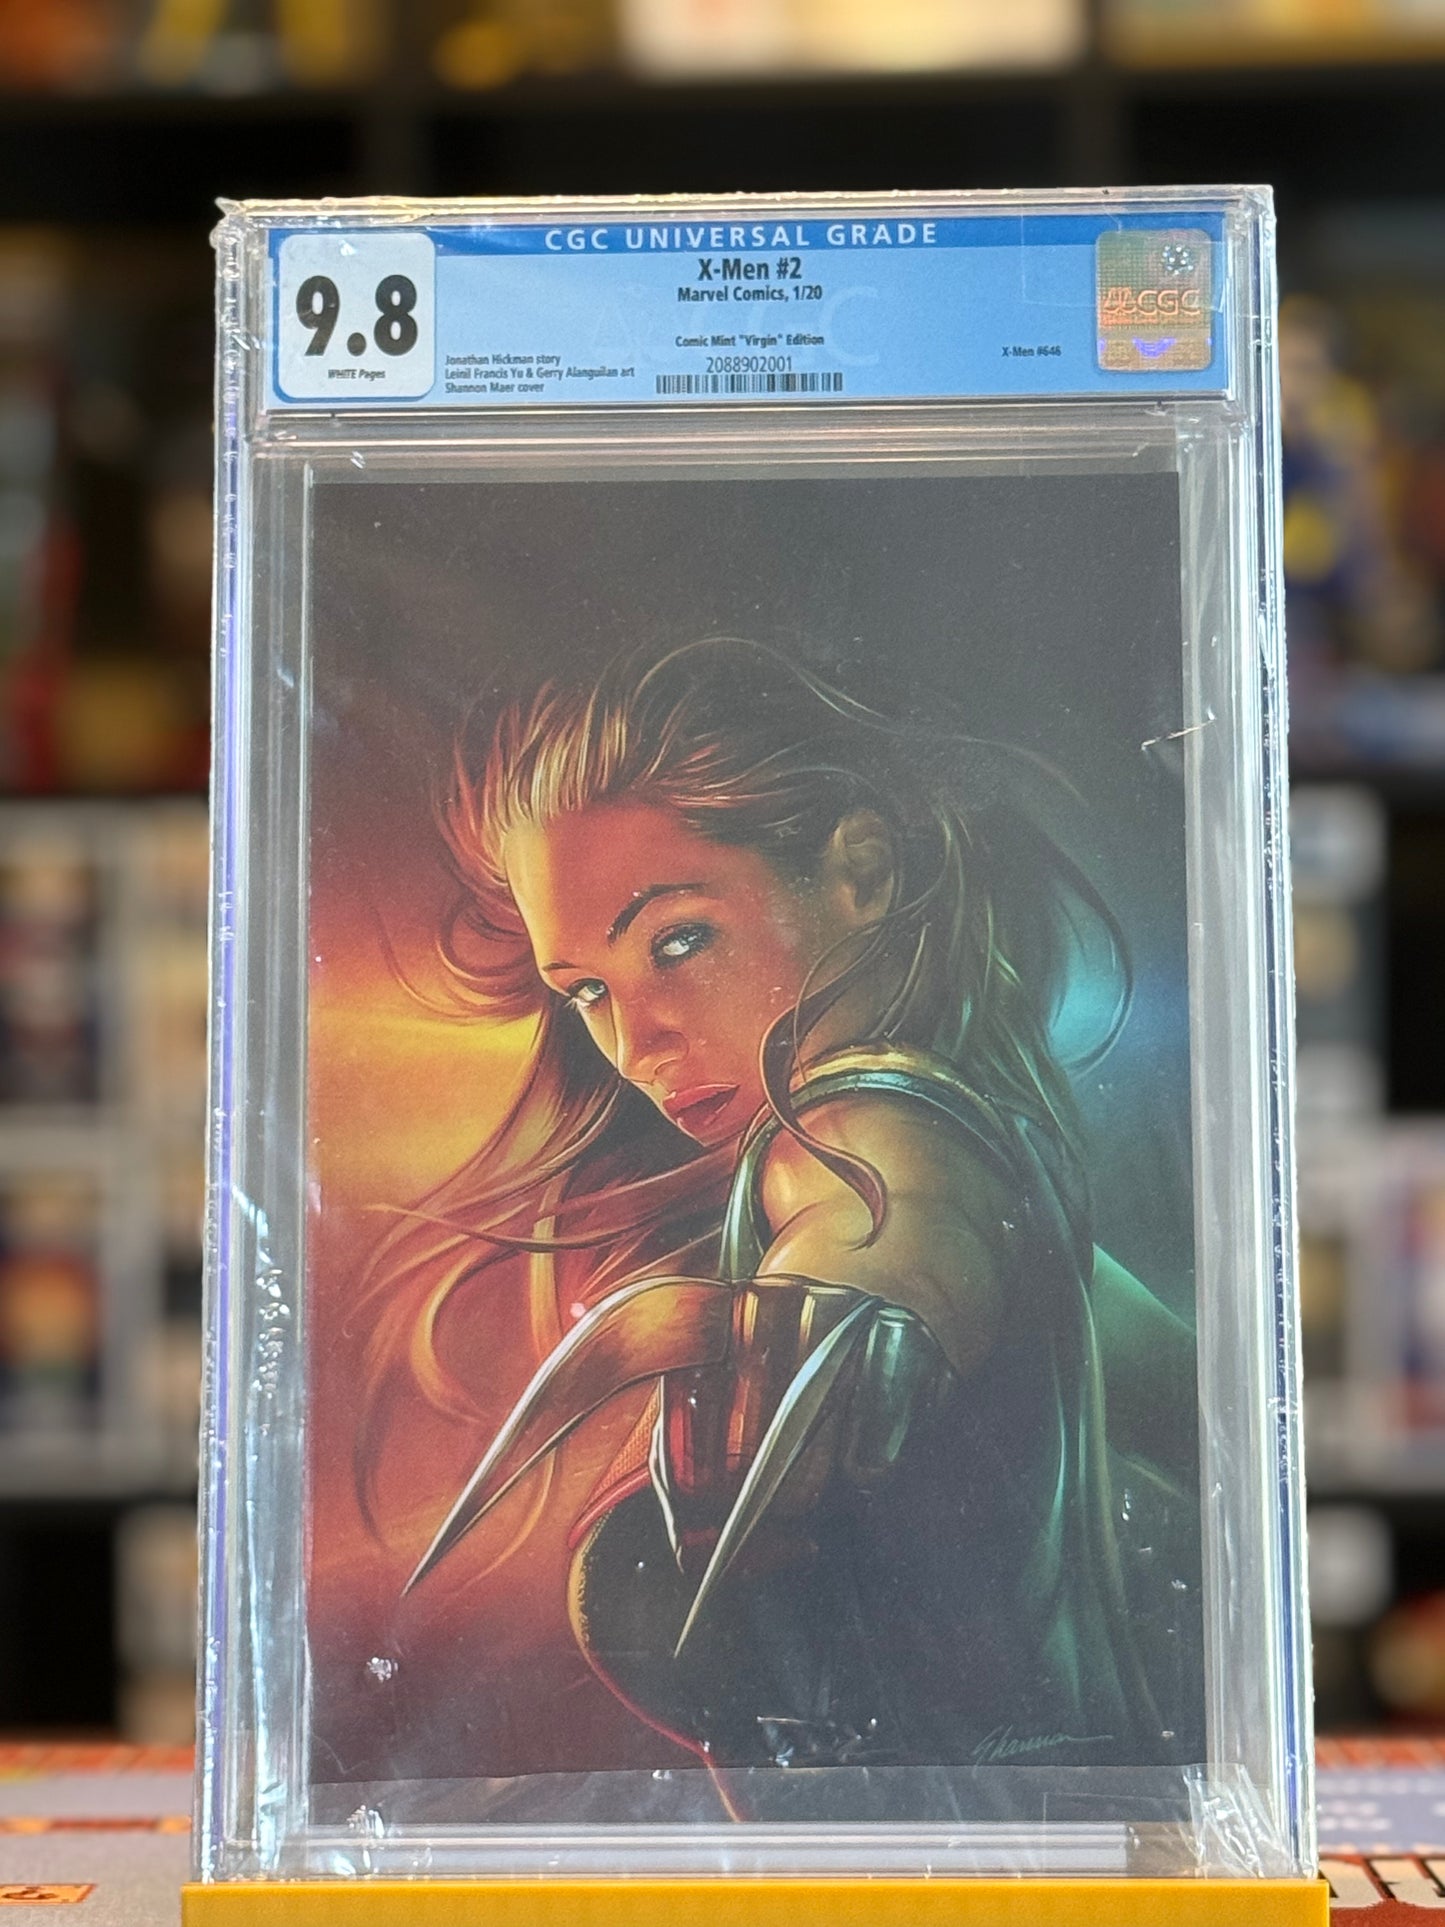 CGC UNIVERSAL GRADE
9.8
WHITE Pages
X-Men #2
Marvel Comics, 1/20
Comic Mint "Virgin" Edition
2088902001
Jonathan Hickman story
Leinil Francis Yu & Gerry Alanguilan art
Shannon Maer cover
X-Men #646
CGC
Shannon